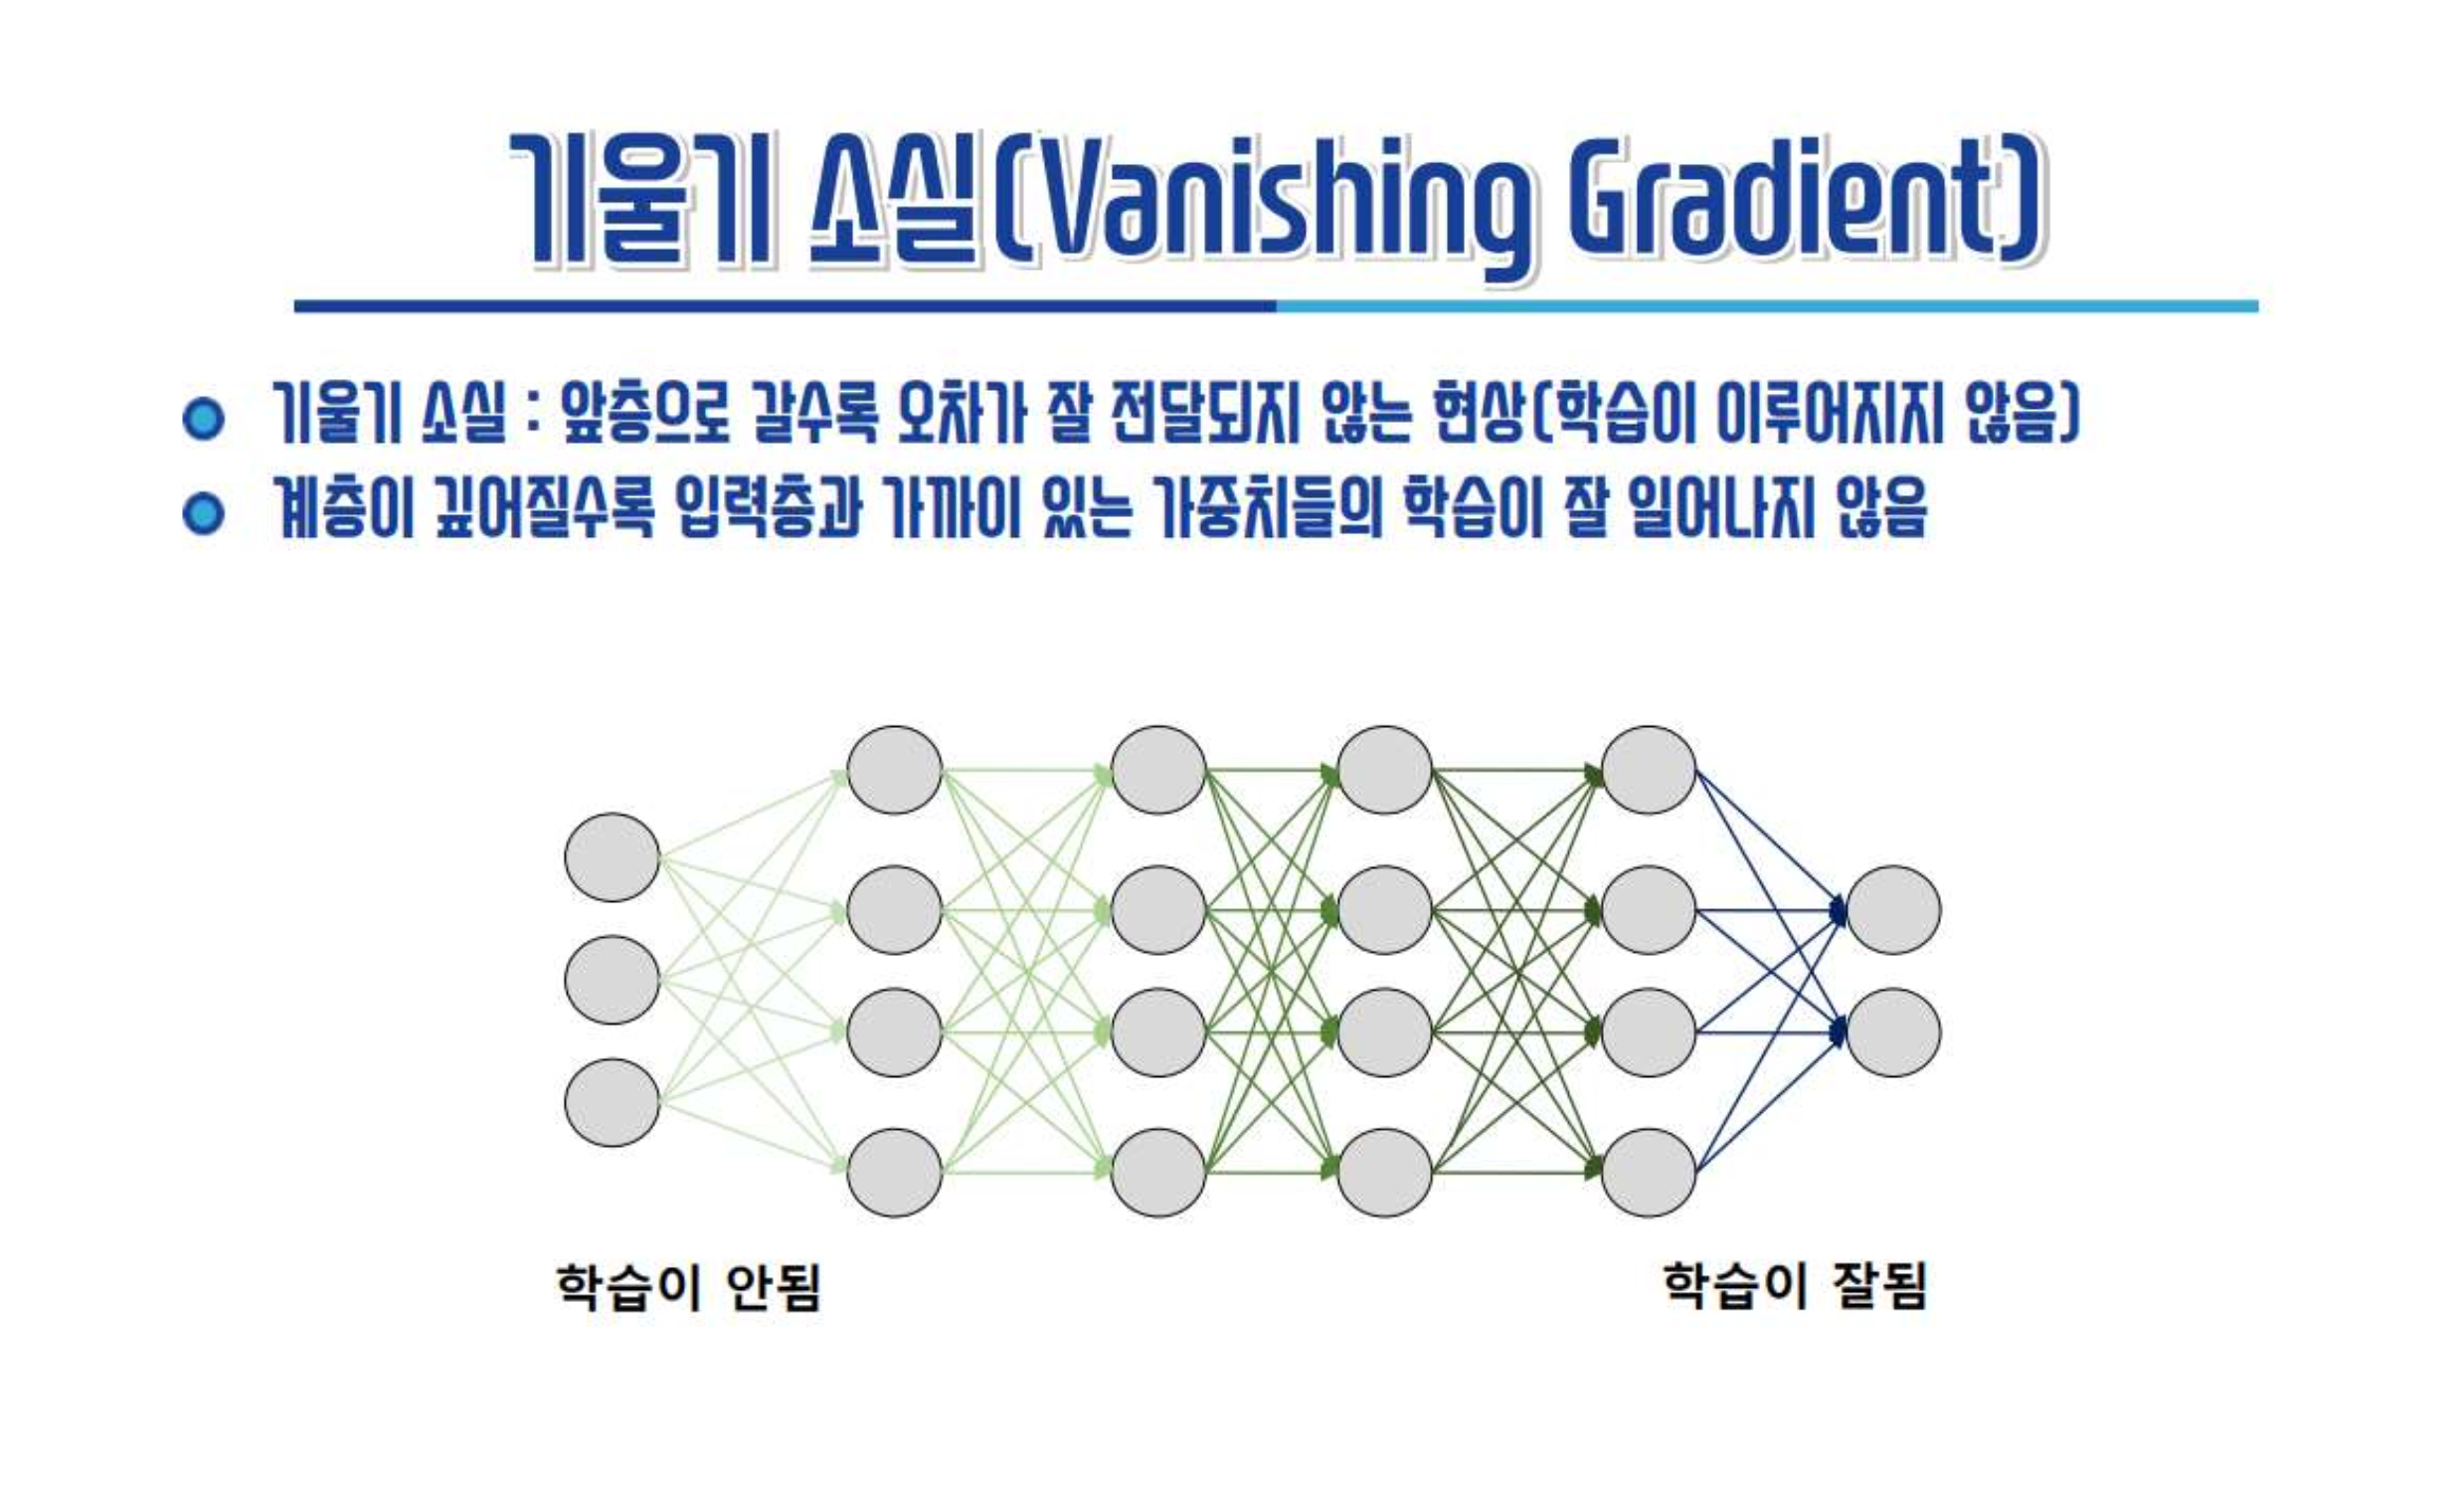 기울기 소실(Vanishing Gradient)
기울기 소실 : 앞층으로 갈수록 오차가 잘 전달되지 않는 현상(학습이 이루어지지 않음)
계층이 깊어질수록 입력층과 가까이 있는 가중치들의 학습이 잘 일어나지 않음
학습이 안됨
학습이 잘됨